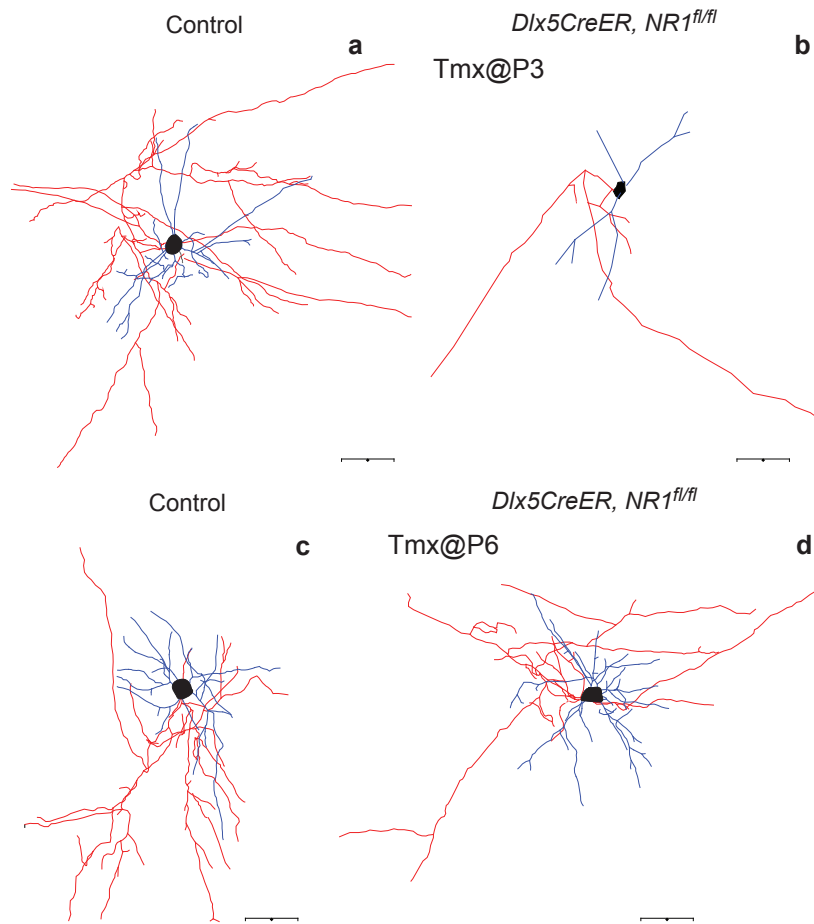 Control
a
Dlx5CreER, NR1fl/fl
b
Tmx@P3
Control
c
Dlx5CreER, NR1fl/fl
Tmx@P6
d